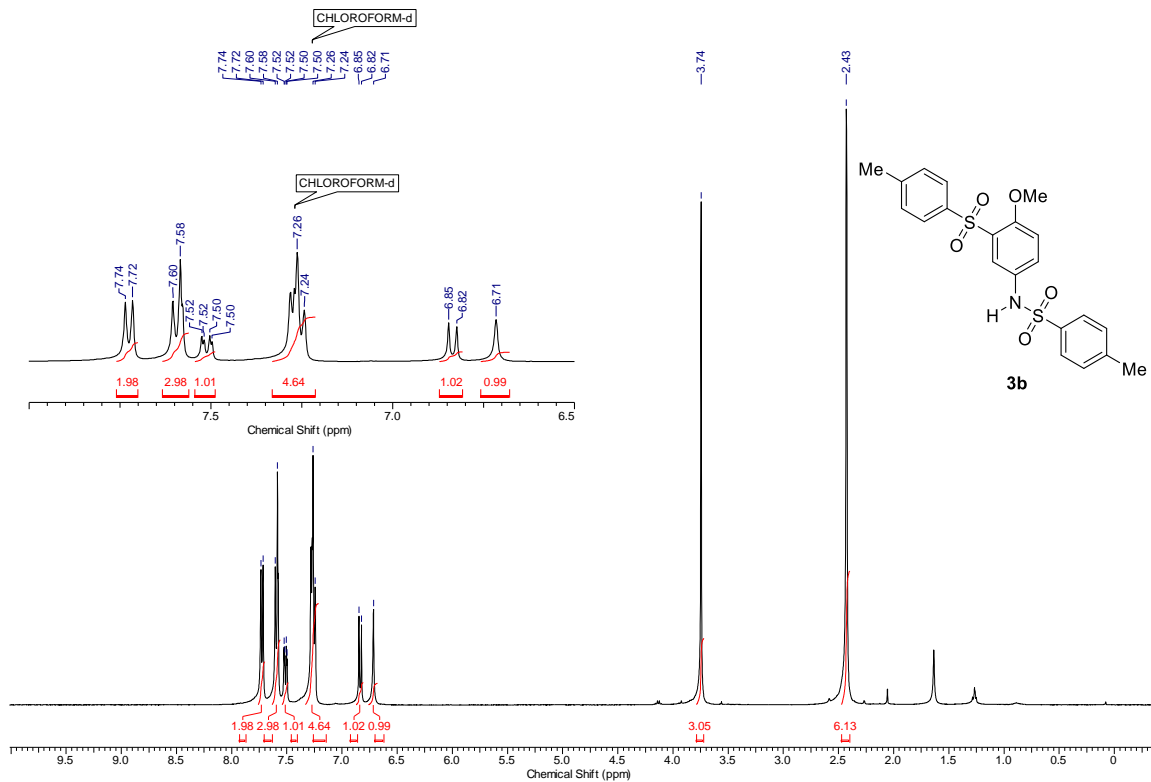 CHLOROFORM-d
7.74 7.72 7.60 7.58 7.52 7.52 7.50 7.50 7.26 7.24 6.85 6.82 6.71 3.74 2.43
CHLOROFORM-d
7.74 7.72 7.60 7.58 7.52 7.52 7.50 7.50 7.26 7.24 6.85 6.82 6.71
1.98 2.98 1.01 4.64 1.02 0.99
7.5 7.0 6.5
Chemical Shift (ppm)
Me
O
S
O
OMe
N
H
O
S
O
Me
3b
1.98 2.98 1.01 4.64 1.02 0.99 3.05 6.13
9.5 9.0 8.5 8.0 7.5 7.0 6.5 6.0 5.5 5.0 4.5 4.0 3.5 3.0 2.5 2.0 1.5 1.0 0.5 0
Chemical Shift (ppm)